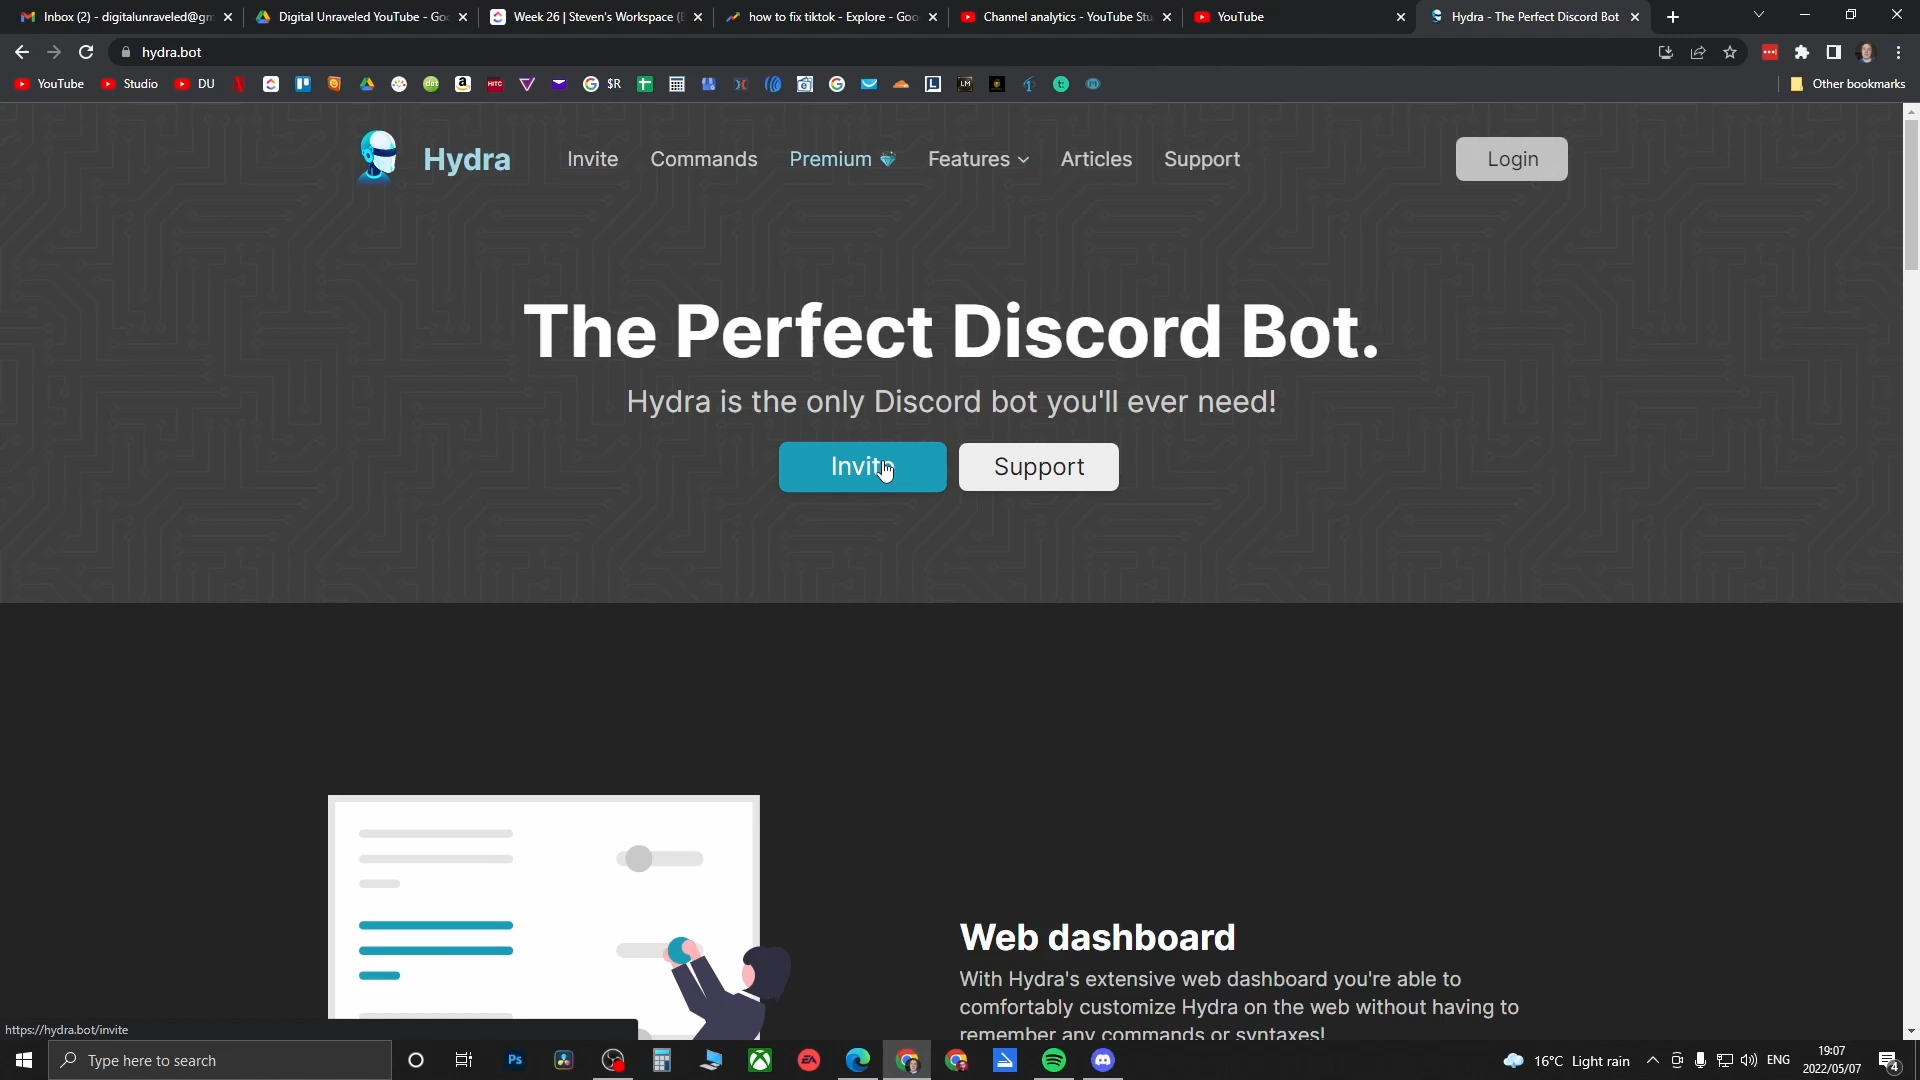 Inbox (2) - digitalunraveled@gm
Digital Unraveled YouTube - Goo
Week 26 | Steven's Workspace (
how to fix tiktok - Explore - Goo
Channel analytics - YouTube Stu
YouTube
Hydra - The Perfect Discord Bot
hydra.bot
YouTube
Studio
DU
$R
Other bookmarks
Hydra
Invite
Commands
Premium
Features
Articles
Support
Login
The Perfect Discord Bot.
Hydra is the only Discord bot you'll ever need!
Invite
Support
Web dashboard
With Hydra's extensive web dashboard you're able to
comfortably customize Hydra on the web without having to
remember any commands or syntaxes!
https://hydra.bot/invite
Type here to search
Ps
EA
16°C Light rain
ENG
19:07
2022/05/07
4